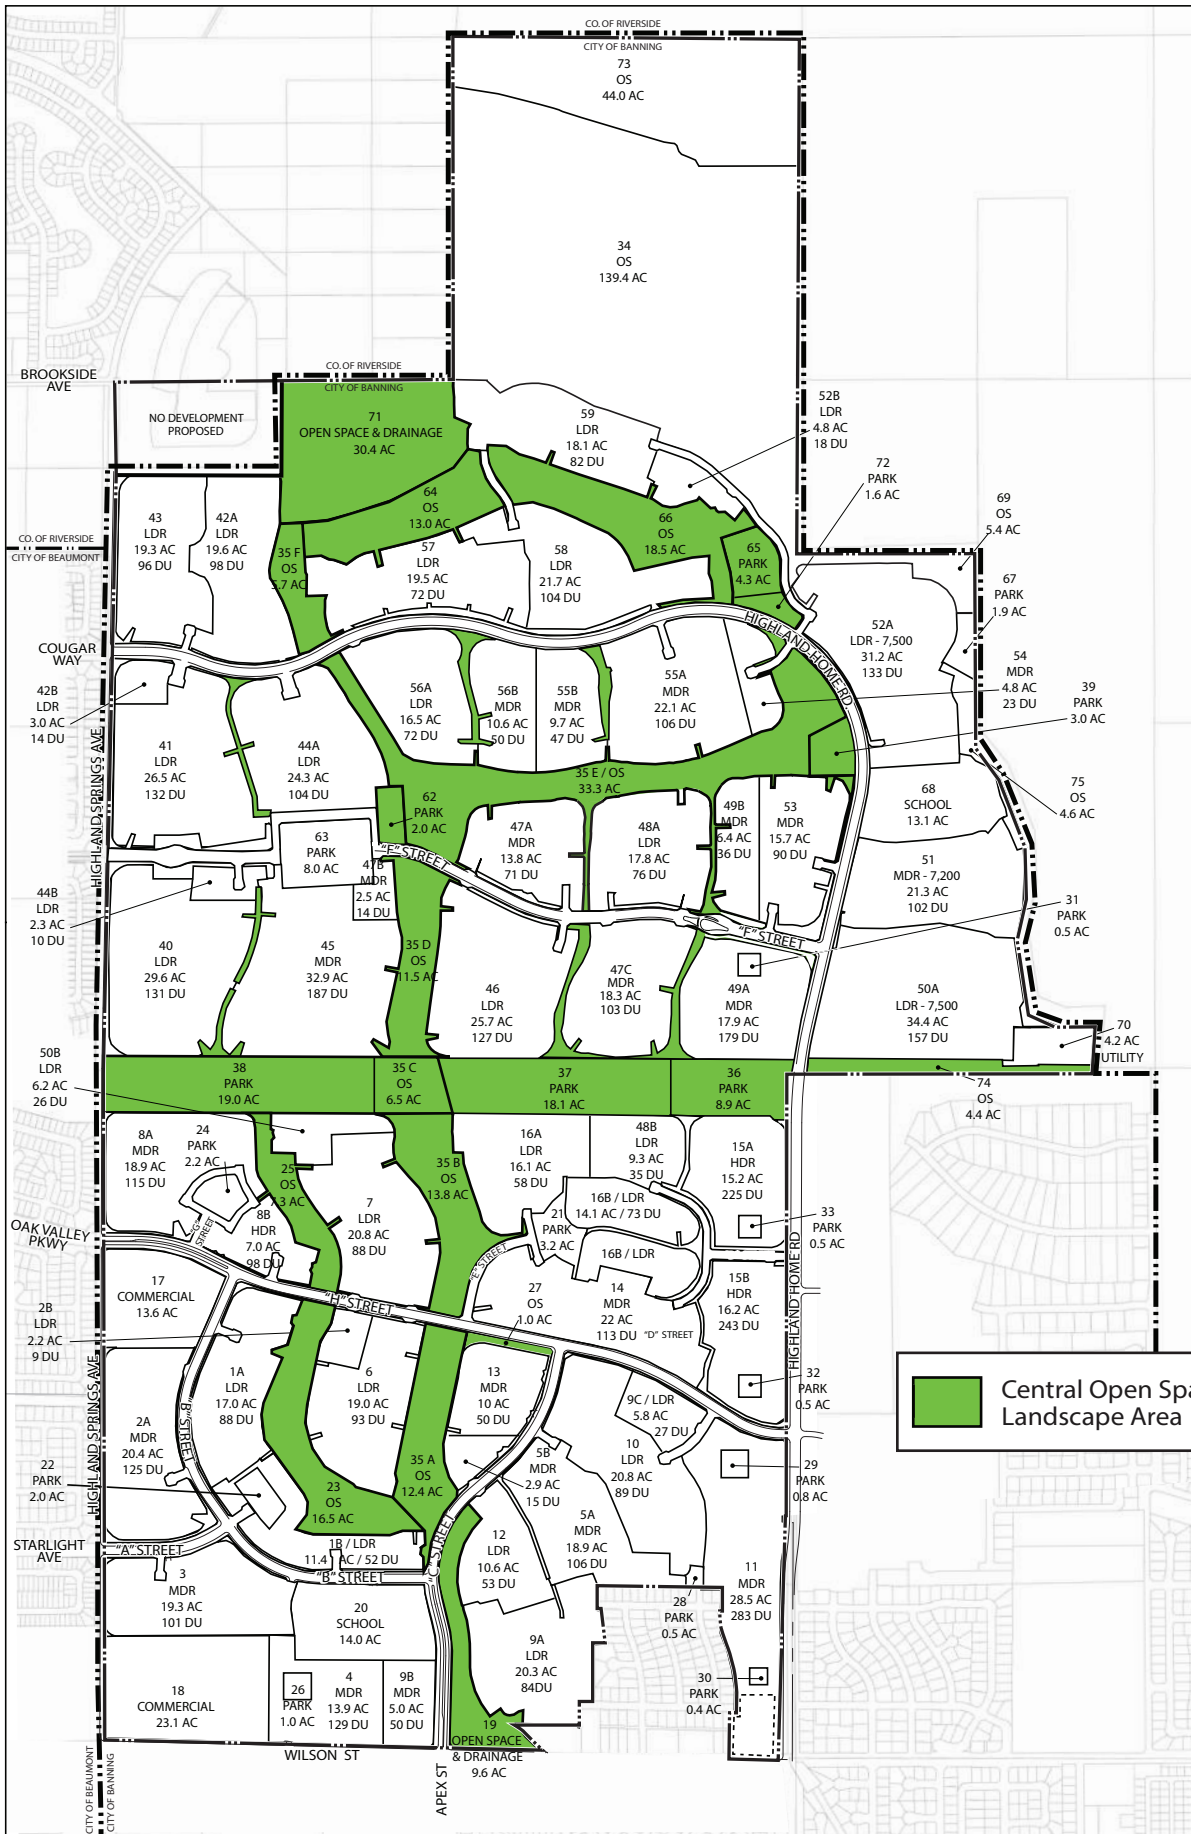 CO. OF RIVERSIDE
CITY OF BANNING
73
OS
44.0 AC
34
OS
139.4 AC
BROOKSIDE
AVE
CO. OF RIVERSIDE
CITY OF BANNING
NO DEVELOPMENT
PROPOSED
71
OPEN SPACE & DRAINAGE
30.4 AC
59
LDR
18.1 AC
82 DU
52B
LDR
4.8 AC
18 DU
72
PARK
1.6 AC
69
OS
5.4 AC
43
LDR
19.3 AC
96 DU
42A
LDR
19.6 AC
98 DU
64
OS
13.0 AC
66
OS
18.5 AC
CO. OF RIVERSIDE
CITY OF BEAUMONT
35 F
OS
5.7 AC
57
LDR
19.5 AC
72 DU
58
LDR
21.7 AC
104 DU
65
PARK
4.3 AC
67
PARK
1.9 AC
COUGAR
WAY
HIGHLAND HOME RD.
52A
LDR - 7,500
31.2 AC
133 DU
54
MDR
4.8 AC
23 DU
39
PARK
3.0 AC
42B
LDR
3.0 AC
14 DU
56A
LDR
16.5 AC
72 DU
56B
MDR
10.6 AC
50 DU
55B
MDR
9.7 AC
47 DU
55A
MDR
22.1 AC
106 DU
HIGHLAND SPRINGS AVE
41
LDR
26.5 AC
132 DU
44A
LDR
24.3 AC
104 DU
35 E / OS
33.3 AC
75
OS
4.6 AC
62
PARK
2.0 AC
63
PARK
8.0 AC
"F" STREET
47A
MDR
13.8 AC
71 DU
48A
LDR
17.8 AC
76 DU
49B
MDR
6.4 AC
36 DU
53
MDR
15.7 AC
90 DU
68
SCHOOL
13.1 AC
47B
MDR
2.5 AC
14 DU
51
MDR - 7,200
21.3 AC
102 DU
44B
LDR
2.3 AC
10 DU
31
PARK
0.5 AC
40
LDR
29.6 AC
131 DU
45
MDR
32.9 AC
187 DU
35 D
OS
11.5 AC
46
LDR
25.7 AC
127 DU
47C
MDR
18.3 AC
103 DU
"F" STREET
49A
MDR
17.9 AC
179 DU
50A
LDR - 7,500
34.4 AC
157 DU
70
4.2 AC
UTILITY
50B
LDR
6.2 AC
26 DU
38
PARK
19.0 AC
35 C
OS
6.5 AC
37
PARK
18.1 AC
36
PARK
8.9 AC
74
OS
4.4 AC
8A
MDR
18.9 AC
115 DU
24
PARK
2.2 AC
25
OS
7.3 AC
7
LDR
20.8 AC
88 DU
35 B
OS
13.8 AC
16A
LDR
16.1 AC
58 DU
48B
LDR
9.3 AC
35 DU
15A
HDR
15.2 AC
225 DU
16B / LDR
14.1 AC / 73 DU
OAK VALLEY
PKWY
"G"
STREET
8B
HDR
7.0 AC
98 DU
"E" STREET
21
PARK
3.2 AC
16B / LDR
33
PARK
0.5 AC
HIGHLAND HOME RD
17
COMMERCIAL
13.6 AC
"H" STREET
27
OS
1.0 AC
14
MDR
22 AC
113 DU
"D" STREET
15B
HDR
16.2 AC
243 DU
2B
LDR
2.2 AC
9 DU
HIGHLAND SPRINGS AVE
1A
LDR
17.0 AC
88 DU
6
LDR
19.0 AC
93 DU
13
MDR
10 AC
50 DU
32
PARK
0.5 AC
Central Open Spa
Landscape Area
2A
MDR
20.4 AC
125 DU
"B" STREET
9C / LDR
5.8 AC
27 DU
22
PARK
2.0 AC
23
OS
16.5 AC
35 A
OS
12.4 AC
5B
MDR
2.9 AC
15 DU
10
LDR
20.8 AC
89 DU
29
PARK
0.8 AC
STARLIGHT
AVE
"A" STREET
1B / LDR
11.4 AC / 52 DU
"C" STREET
12
LDR
10.6 AC
53 DU
5A
MDR
18.9 AC
106 DU
3
MDR
19.3 AC
101 DU
"B" STREET
11
MDR
28.5 AC
283 DU
20
SCHOOL
14.0 AC
28
PARK
0.5 AC
9A
LDR
20.3 AC
84DU
30
PARK
0.4 AC
18
COMMERCIAL
23.1 AC
26
PARK
1.0 AC
4
MDR
13.9 AC
129 DU
9B
MDR
5.0 AC
50 DU
19
OPEN SPACE
& DRAINAGE
9.6 AC
WILSON ST
APEX ST
CITY OF BEAUMONT
CITY OF BANNING